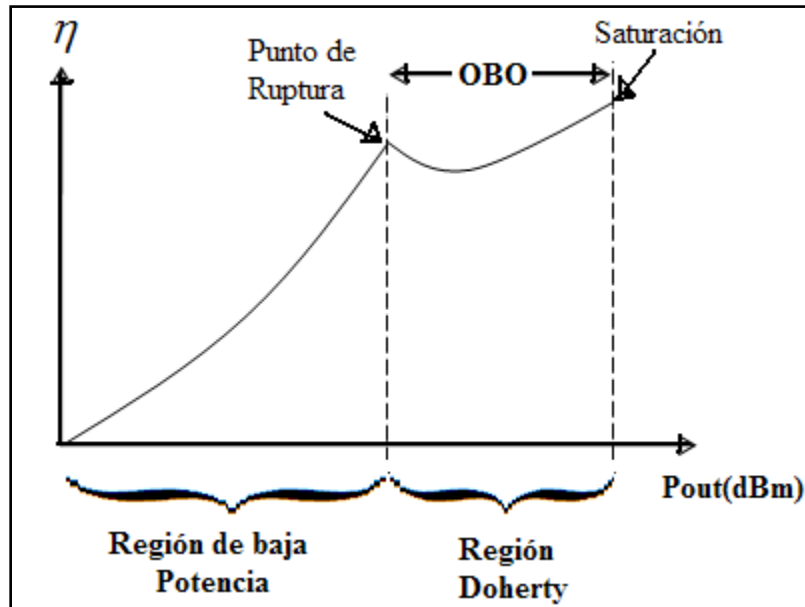 η
Punto de
Ruptura
OBO
Saturación
Pout(dBm)
Región de baja
Potencia
Región
Doherty